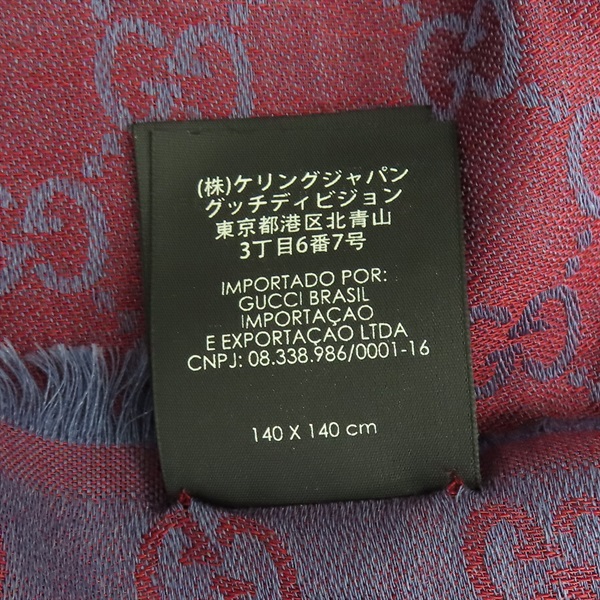 (株)ケリングジャパン
グッチディビジョン
東京都港区北青山
3丁目6番7号
IMPORTADO POR:
GUCCI BRASIL
IMPORTAÇAO
E EXPORTAÇAO LTDA
CNPJ: 08.338.986/0001-16
140 X 140 cm